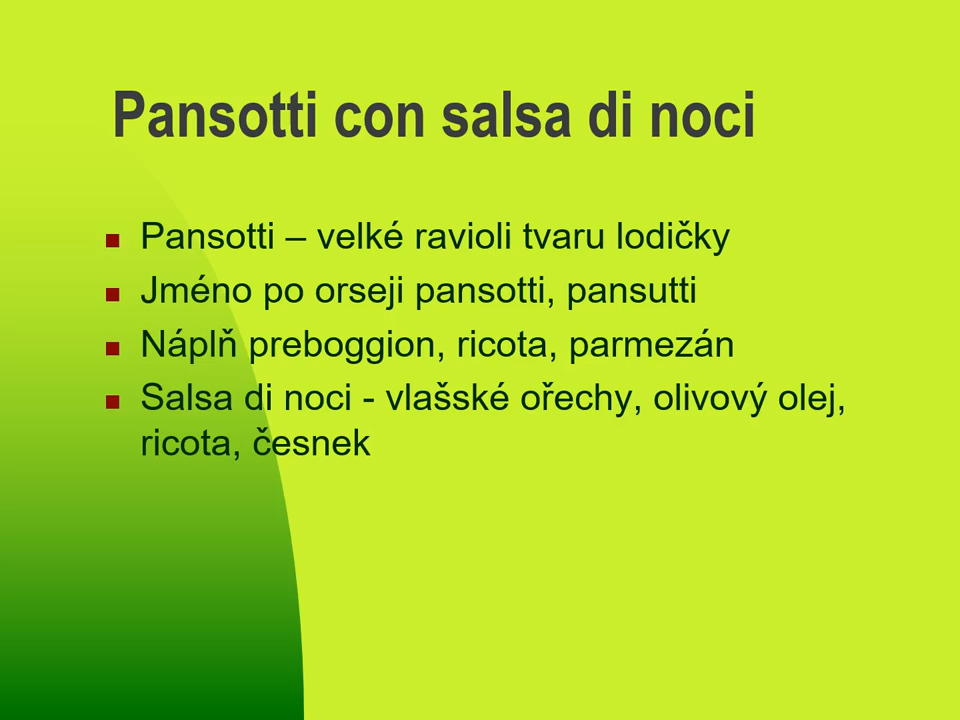 Pansotti con salsa di noci
Pansotti – velké ravioli tvaru lodičky
Jméno po orseji pansotti, pansutti
Náplň preboggion, ricota, parmezán
Salsa di noci - vlašské ořechy, olivový olej,
ricota, česnek